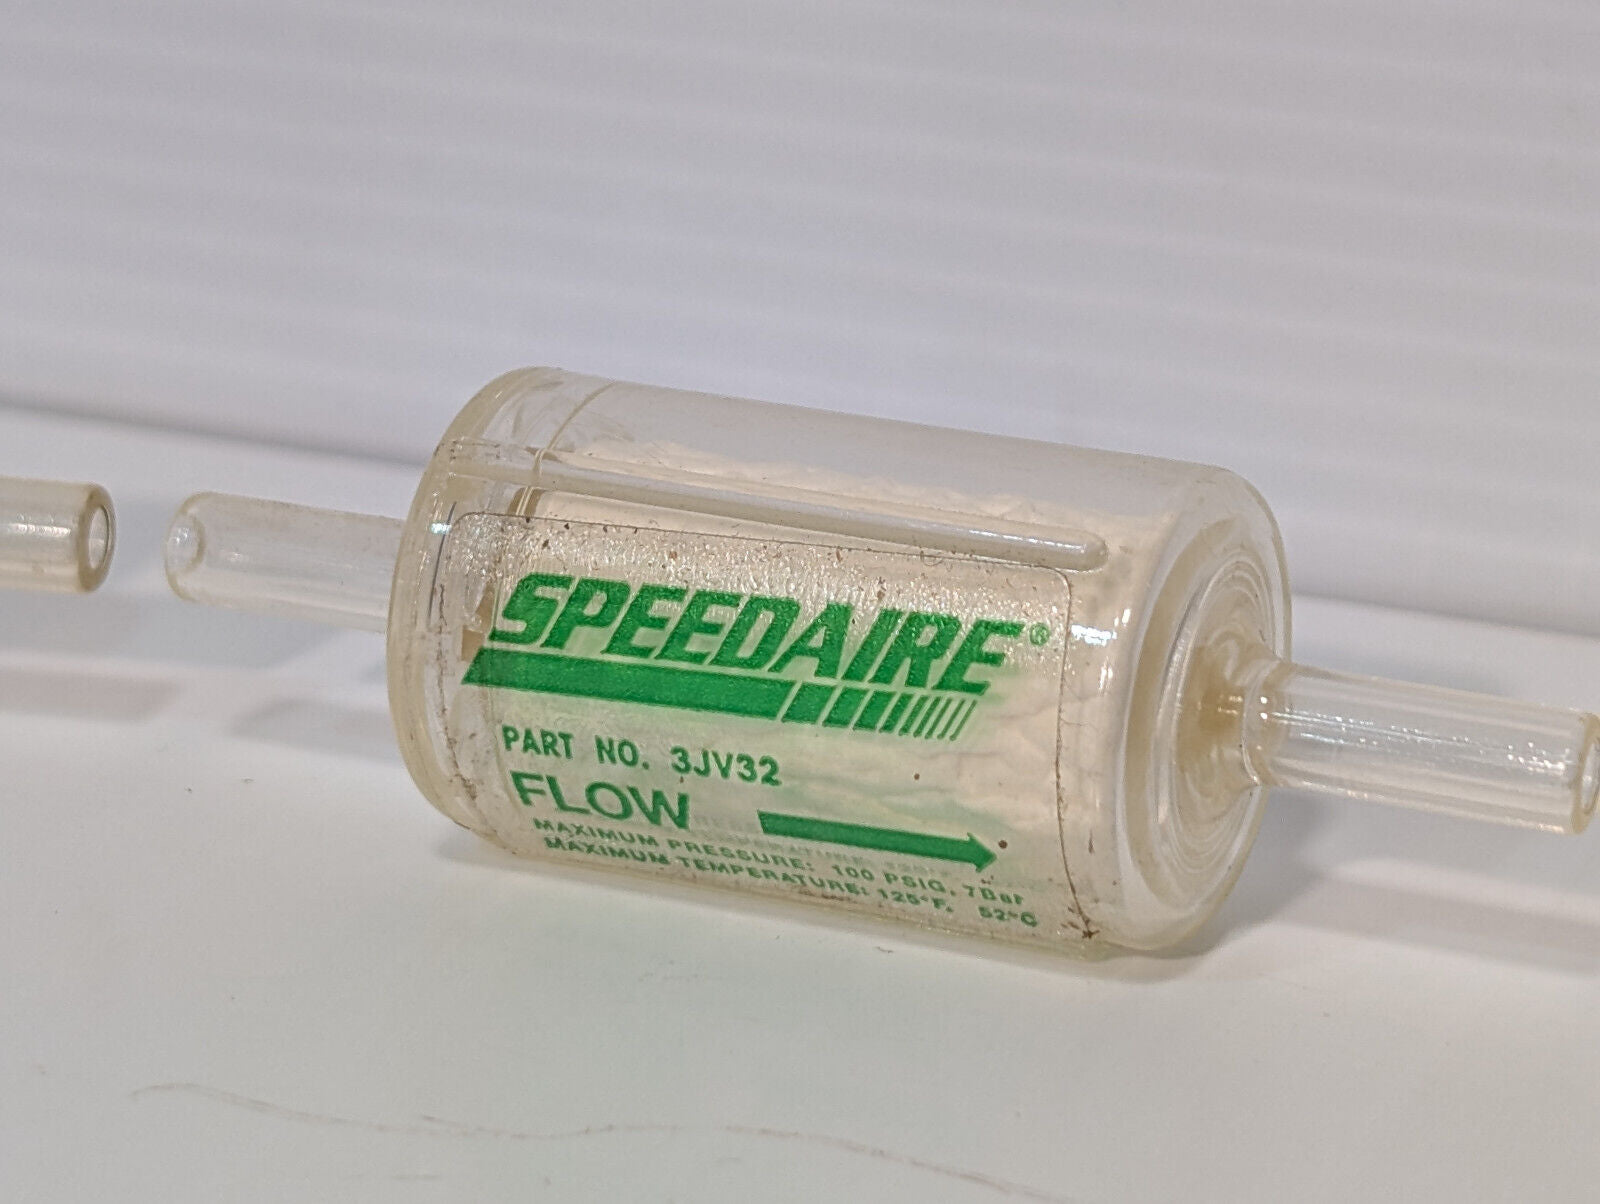 SPEEDAIRE®
PART NO. 3JV32
FLOW
MAXIMUM PRESSURE: 100 PSIG, 7Bar
MAXIMUM TEMPERATURE: 125°F, 52°C